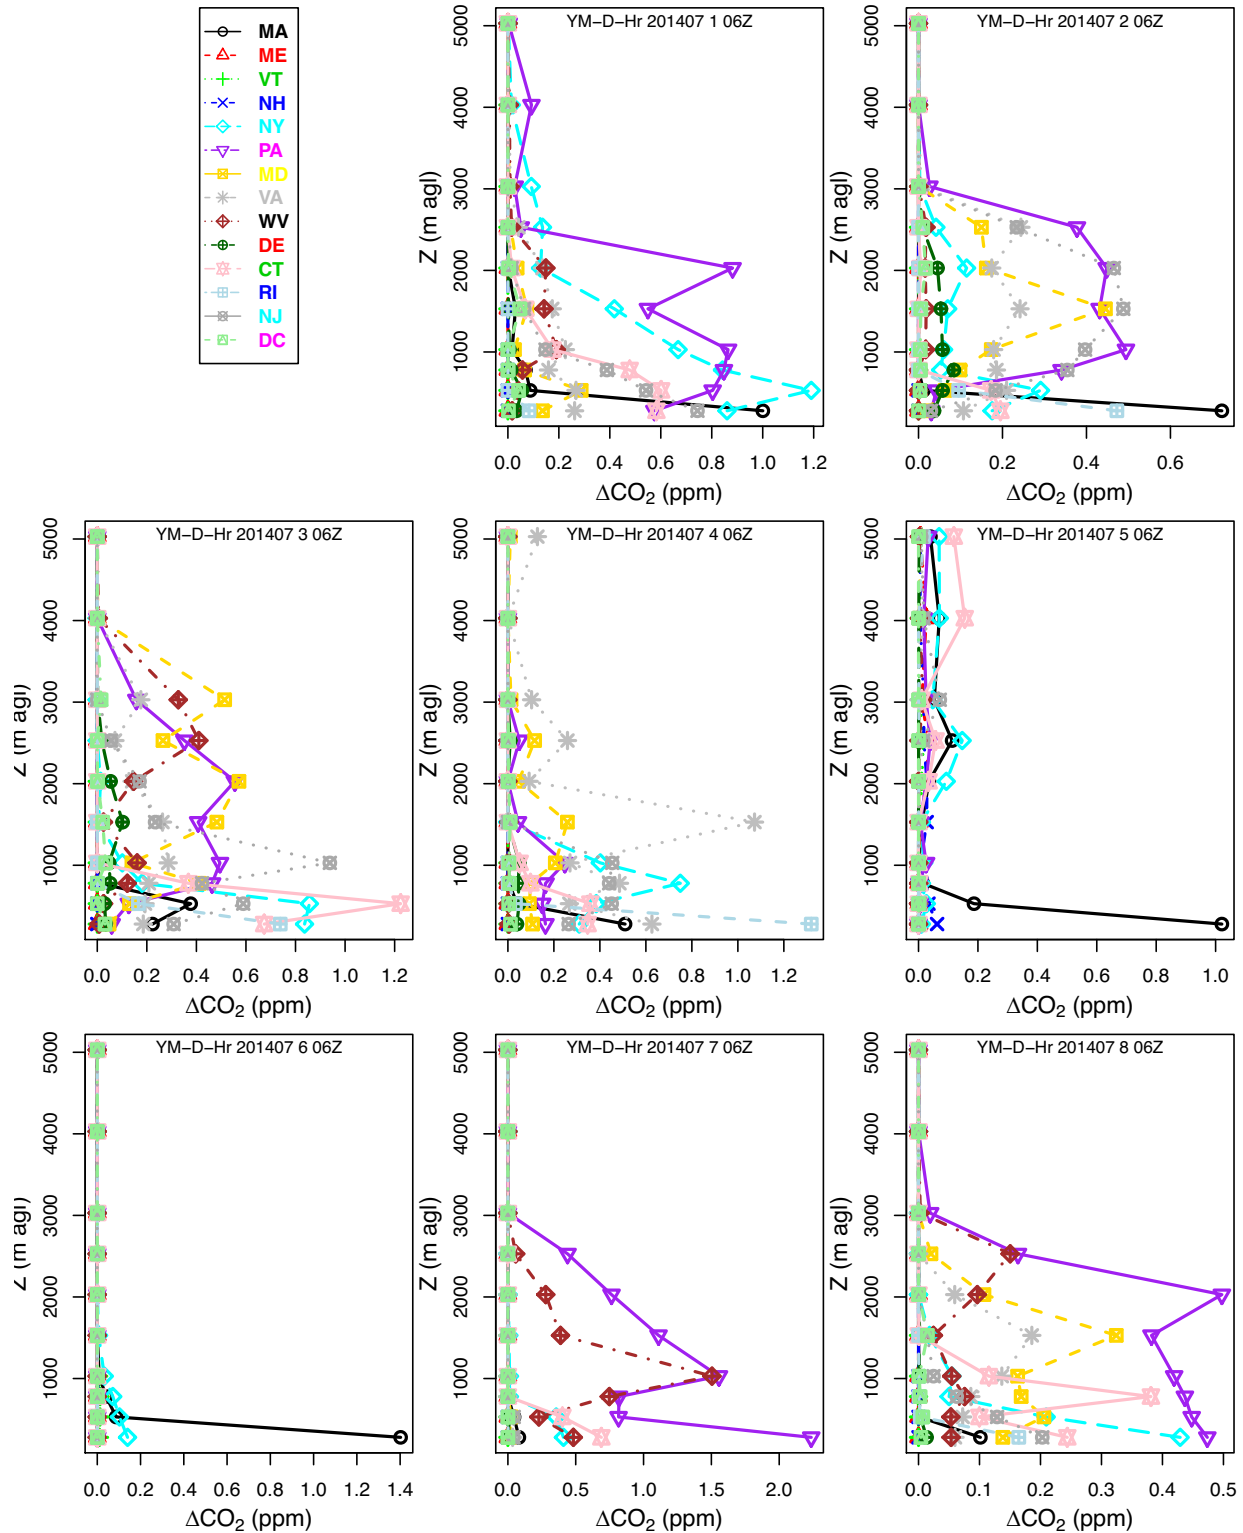 MA
ME
VT
NH
NY
PA
MD
VA
WV
DE
CT
RI
NJ
DC
YM−D−Hr 201407 1 06Z
Z (m agl)
1000 2000 3000 4000 5000
0.0 0.2 0.4 0.6 0.8 1.0 1.2
ΔCO₂ (ppm)
YM−D−Hr 201407 2 06Z
Z (m agl)
1000 2000 3000 4000 5000
0.0 0.2 0.4 0.6
ΔCO₂ (ppm)
YM−D−Hr 201407 3 06Z
Z (m agl)
1000 2000 3000 4000 5000
0.0 0.2 0.4 0.6 0.8 1.0 1.2
ΔCO₂ (ppm)
YM−D−Hr 201407 4 06Z
Z (m agl)
1000 2000 3000 4000 5000
0.0 0.2 0.4 0.6 0.8 1.0 1.2
ΔCO₂ (ppm)
YM−D−Hr 201407 5 06Z
Z (m agl)
1000 2000 3000 4000 5000
0.0 0.2 0.4 0.6 0.8 1.0
ΔCO₂ (ppm)
YM−D−Hr 201407 6 06Z
Z (m agl)
1000 2000 3000 4000 5000
0.0 0.2 0.4 0.6 0.8 1.0 1.2 1.4
ΔCO₂ (ppm)
YM−D−Hr 201407 7 06Z
Z (m agl)
1000 2000 3000 4000 5000
0.0 0.5 1.0 1.5 2.0
ΔCO₂ (ppm)
YM−D−Hr 201407 8 06Z
Z (m agl)
1000 2000 3000 4000 5000
0.0 0.1 0.2 0.3 0.4 0.5
ΔCO₂ (ppm)